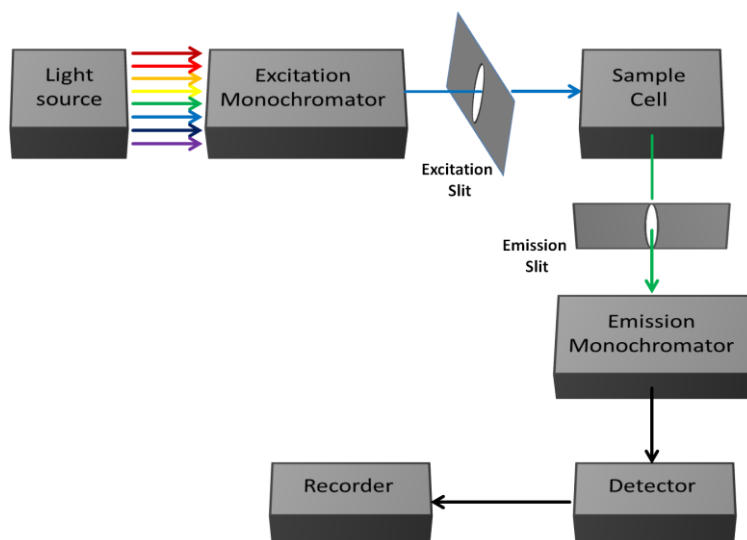 Light
source
Excitation
Monochromator
Sample
Cell
Excitation
Slit
Emission
Slit
Emission
Monochromator
Recorder
Detector